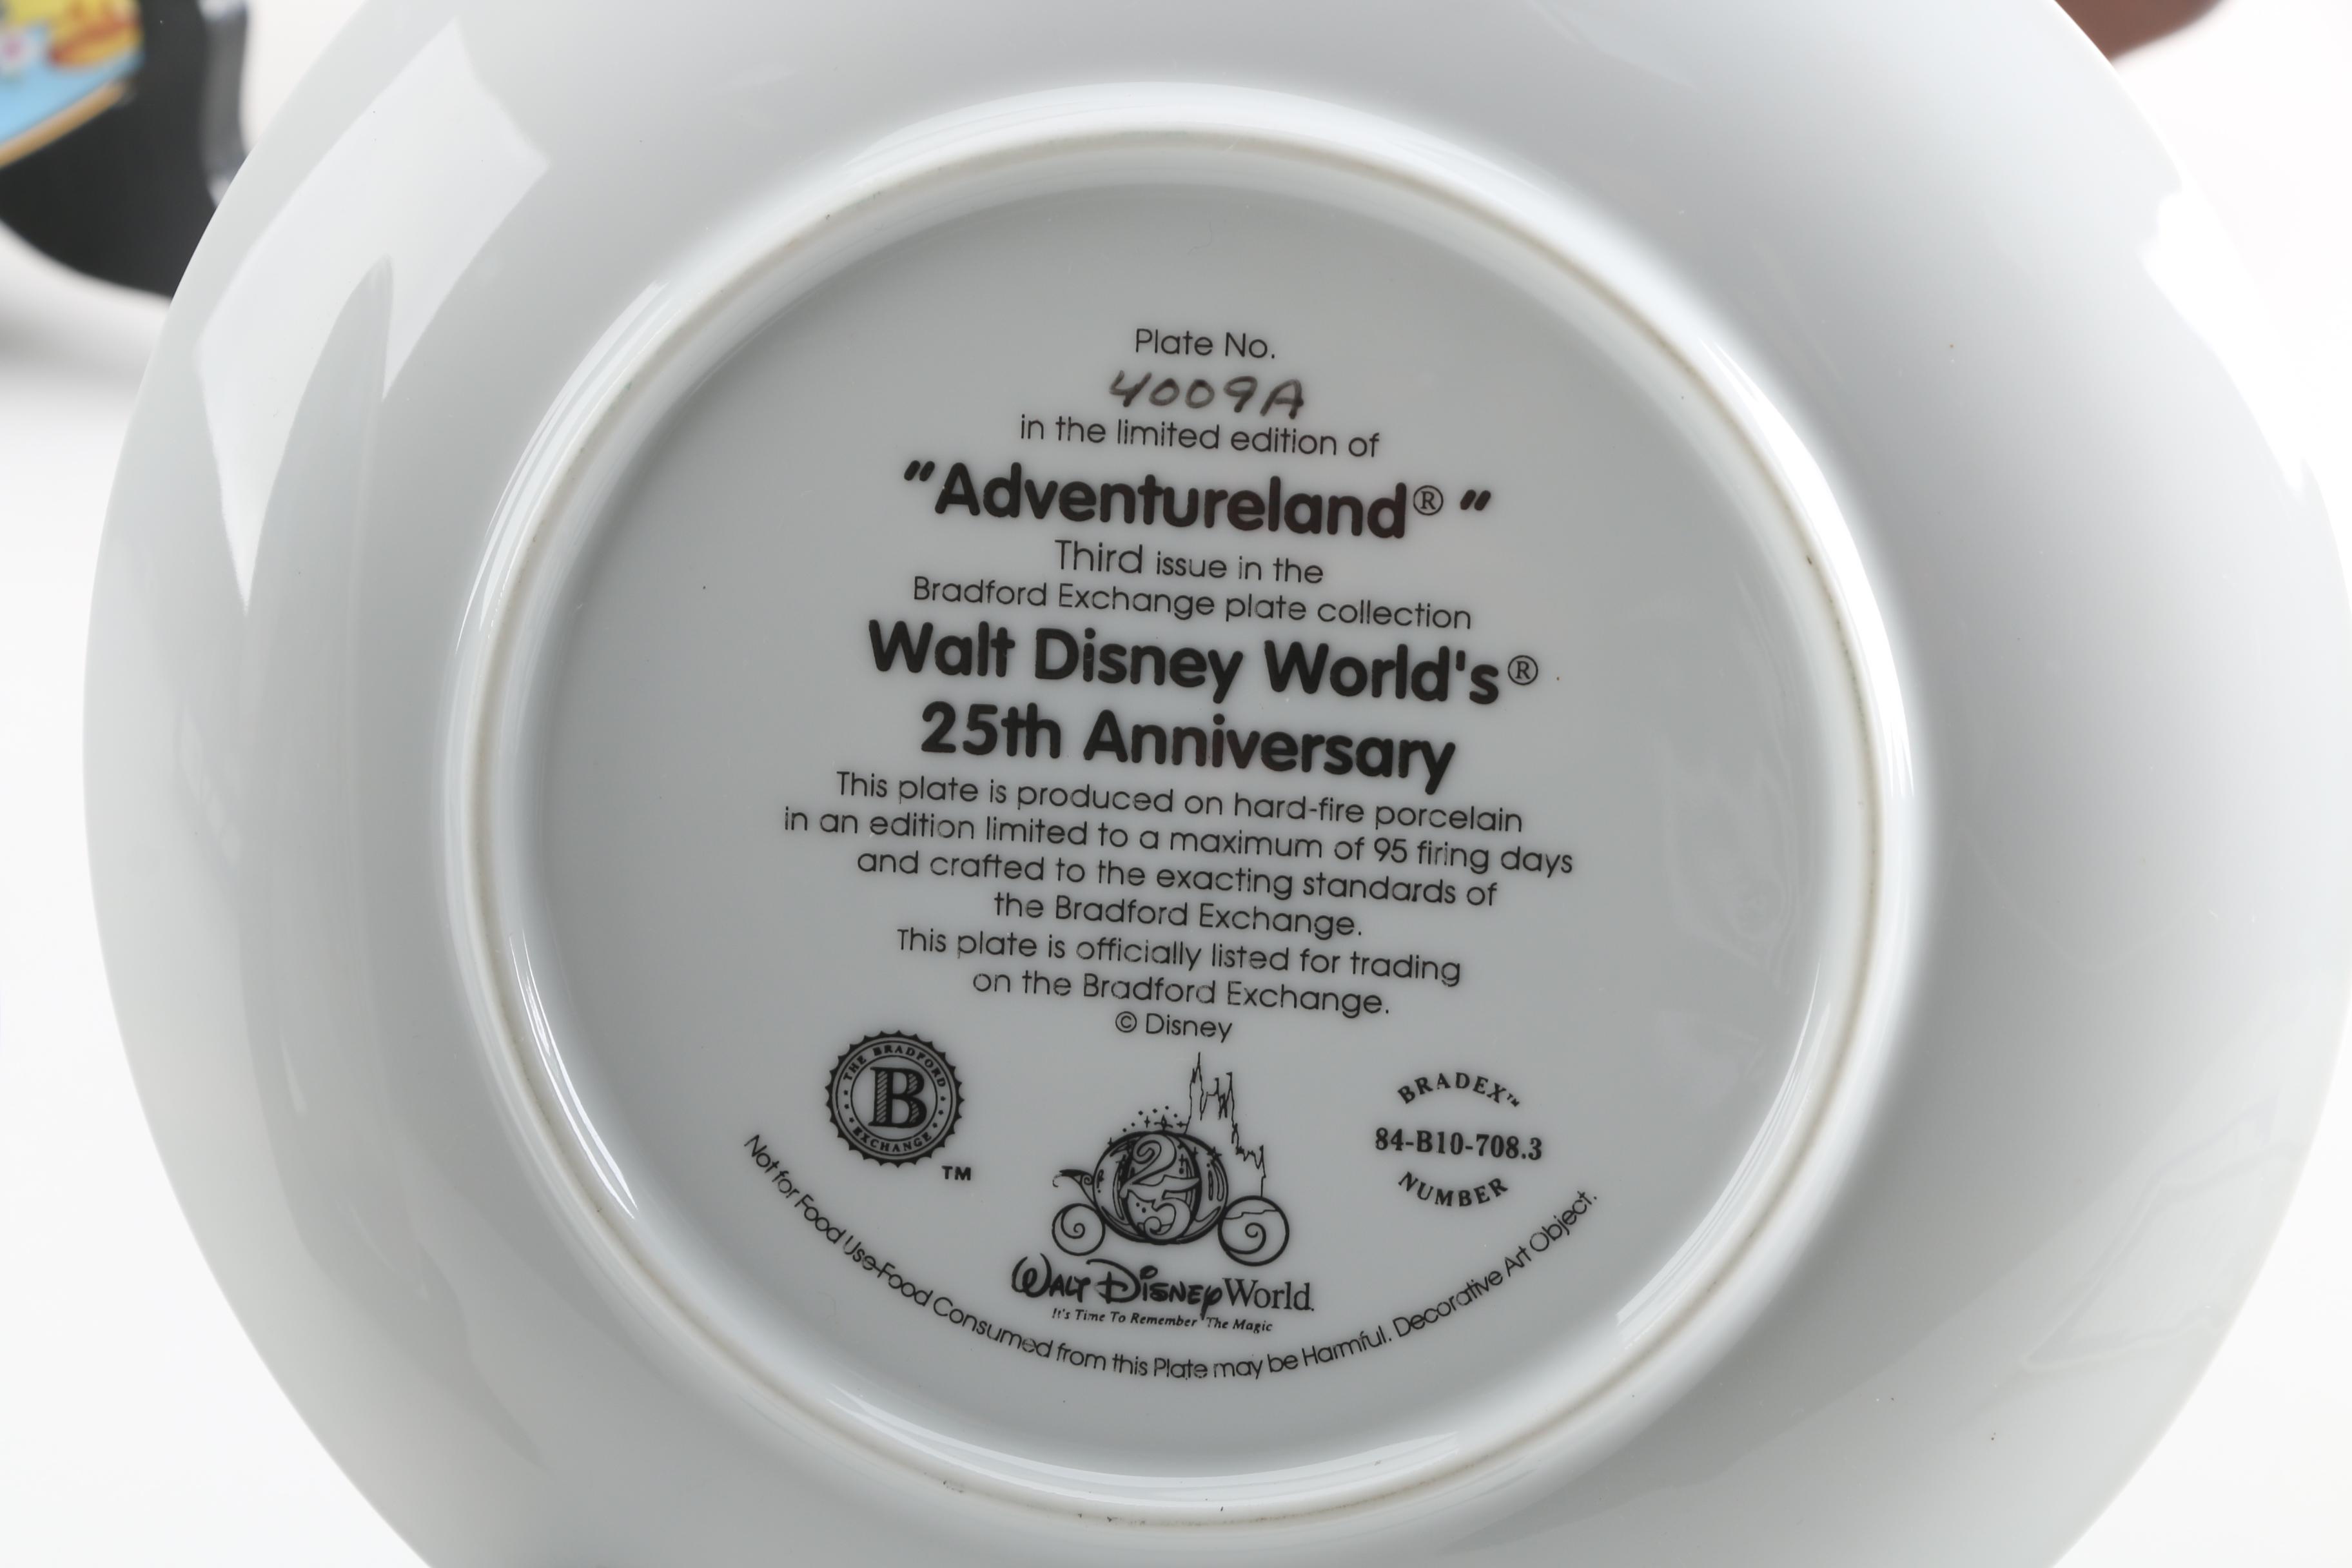 Plate No.
4009A
in the limited edition of
"Adventureland® "
Third issue in the
Bradford Exchange plate collection
Walt Disney World's®
25th Anniversary
This plate is produced on hard-fire porcelain
in an edition limited to a maximum of 95 firing days
and crafted to the exacting standards of
the Bradford Exchange.
This plate is officially listed for trading
on the Bradford Exchange.
© Disney
THE BRADFORD
B
EXCHANGE
TM
25
WALT DISNEY World.
It's Time To Remember The Magic
BRADEX™
84-B10-708.3
NUMBER
Not for Food Use-Food Consumed from this Plate may be Harmful. Decorative Art Object.